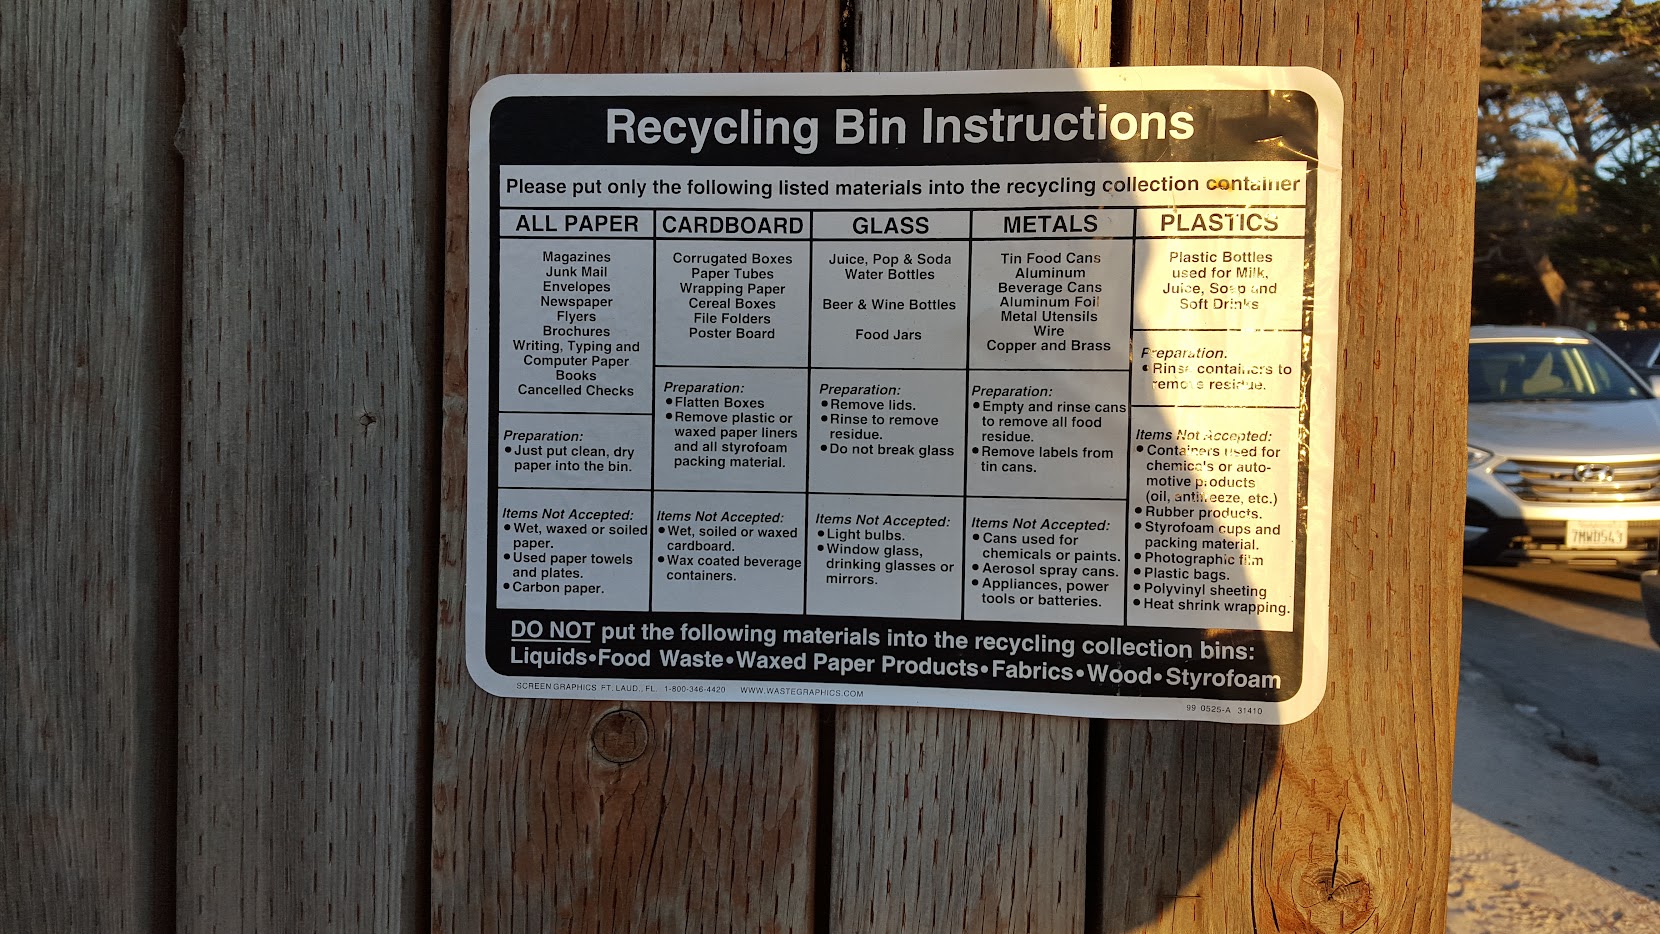 Recycling Bin Instructions
Please put only the following listed materials into the recycling collection container
ALL PAPER
Magazines
Junk Mail
Envelopes
Newspaper
Flyers
Brochures
Writing, Typing and
Computer Paper
Books
Cancelled Checks
Preparation:
• Just put clean, dry
paper into the bin.
Items Not Accepted:
• Wet, waxed or soiled
paper.
• Used paper towels
and plates.
• Carbon paper.
CARDBOARD
Corrugated Boxes
Paper Tubes
Wrapping Paper
Cereal Boxes
File Folders
Poster Board
Preparation:
• Flatten Boxes
• Remove plastic or
waxed paper liners
and all styrofoam
packing material.
Items Not Accepted:
• Wet, soiled or waxed
cardboard.
• Wax coated beverage
containers.
GLASS
Juice, Pop & Soda
Water Bottles
Beer & Wine Bottles
Food Jars
Preparation:
• Remove lids.
• Rinse to remove
residue.
• Do not break glass
Items Not Accepted:
• Light bulbs.
• Window glass,
drinking glasses or
mirrors.
METALS
Tin Food Cans
Aluminum
Beverage Cans
Aluminum Foil
Metal Utensils
Wire
Copper and Brass
Preparation:
• Empty and rinse cans
to remove all food
residue.
• Remove labels from
tin cans.
Items Not Accepted:
• Cans used for
chemicals or paints.
• Aerosol spray cans.
• Appliances, power
tools or batteries.
PLASTICS
Plastic Bottles
used for Milk,
Juice, Soap and
Soft Drinks
Preparation.
• Rinse containers to
remove residue.
Items Not Accepted:
• Containers used for
chemicals or auto-
motive products
(oil, antifreeze, etc.)
• Rubber products.
• Styrofoam cups and
packing material.
• Photographic film
• Plastic bags.
• Polyvinyl sheeting
• Heat shrink wrapping.
DO NOT put the following materials into the recycling collection bins:
Liquids•Food Waste•Waxed Paper Products•Fabrics•Wood•Styrofoam
SCREEN GRAPHICS FT. LAUD., FL. 1-800-346-4420 WWW.WASTEGRAPHICS.COM
99 0525-A 31410
7MWD543